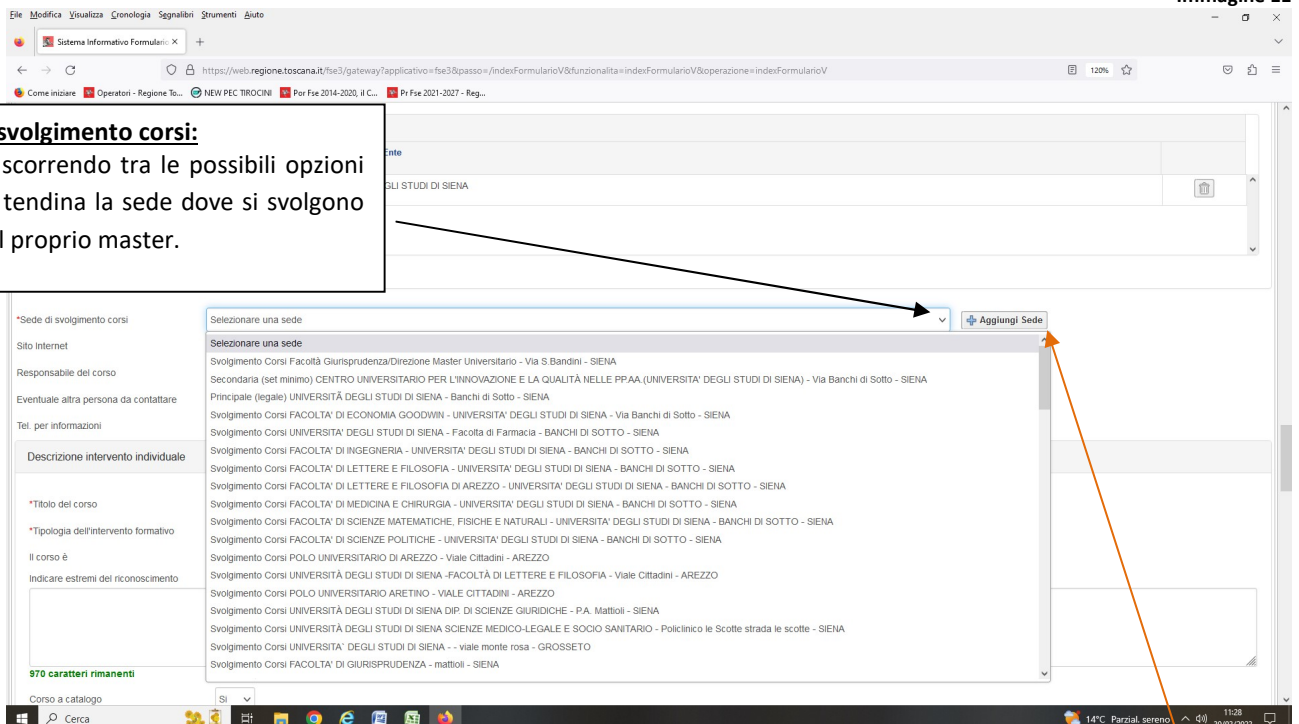 File Modifica Visualizza Cronologia Segnalibri Strumenti Aiuto
Sistema Informativo Formulario
https://web.regione.toscana.it/fse3/gateway?applicativo=fse3&passo=/indexFormularioV&funzionalita=indexFormularioV&operazione=indexFormularioV
120%
Come iniziare Operatori - Regione To... NEW PEC TIROCINI Por Fse 2014-2020, il C... Pr Fse 2021-2027 - Reg...
svolgimento corsi:
scorrendo tra le possibili opzioni
tendina la sede dove si svolgono
l proprio master.
Ente
GLI STUDI DI SIENA
*Sede di svolgimento corsi Selezionare una sede Aggiungi Sede
Sito Internet
Responsabile del corso
Eventuale altra persona da contattare
Tel. per informazioni
Selezionare una sede
Svolgimento Corsi Facoltà Giurisprudenza/Direzione Master Universitario - Via S.Bandini - SIENA
Secondaria (set minimo) CENTRO UNIVERSITARIO PER L'INNOVAZIONE E LA QUALITÀ NELLE PP.AA.(UNIVERSITA' DEGLI STUDI DI SIENA) - Via Banchi di Sotto - SIENA
Principale (legale) UNIVERSITÃ DEGLI STUDI DI SIENA - Banchi di Sotto - SIENA
Svolgimento Corsi FACOLTA' DI ECONOMIA GOODWIN - UNIVERSITA' DEGLI STUDI DI SIENA - Via Banchi di Sotto - SIENA
Svolgimento Corsi UNIVERSITA' DEGLI STUDI DI SIENA - Facolta di Farmacia - BANCHI DI SOTTO - SIENA
Svolgimento Corsi FACOLTA' DI INGEGNERIA - UNIVERSITA' DEGLI STUDI DI SIENA - BANCHI DI SOTTO - SIENA
Svolgimento Corsi FACOLTA' DI LETTERE E FILOSOFIA - UNIVERSITA' DEGLI STUDI DI SIENA - BANCHI DI SOTTO - SIENA
Svolgimento Corsi FACOLTA' DI LETTERE E FILOSOFIA DI AREZZO - UNIVERSITA' DEGLI STUDI DI SIENA - BANCHI DI SOTTO - SIENA
Svolgimento Corsi FACOLTA' DI MEDICINA E CHIRURGIA - UNIVERSITA' DEGLI STUDI DI SIENA - BANCHI DI SOTTO - SIENA
Svolgimento Corsi FACOLTA' DI SCIENZE MATEMATICHE, FISICHE E NATURALI - UNIVERSITA' DEGLI STUDI DI SIENA - BANCHI DI SOTTO - SIENA
Svolgimento Corsi FACOLTA' DI SCIENZE POLITICHE - UNIVERSITA' DEGLI STUDI DI SIENA - BANCHI DI SOTTO - SIENA
Svolgimento Corsi POLO UNIVERSITARIO DI AREZZO - Viale Cittadini - AREZZO
Svolgimento Corsi UNIVERSITÀ DEGLI STUDI DI SIENA -FACOLTÀ DI LETTERE E FILOSOFIA - Viale Cittadini - AREZZO
Svolgimento Corsi POLO UNIVERSITARIO ARETINO - VIALE CITTADINI - AREZZO
Svolgimento Corsi UNIVERSITÀ DEGLI STUDI DI SIENA DIP. DI SCIENZE GIURIDICHE - P.A. Mattioli - SIENA
Svolgimento Corsi UNIVERSITÀ DEGLI STUDI DI SIENA SCIENZE MEDICO-LEGALE E SOCIO SANITARIO - Policlinico le Scotte strada le scotte - SIENA
Svolgimento Corsi UNIVERSITA` DEGLI STUDI DI SIENA - - viale monte rosa - GROSSETO
Svolgimento Corsi FACOLTA' DI GIURISPRUDENZA - mattioli - SIENA
Descrizione intervento individuale
*Titolo del corso
*Tipologia dell'intervento formativo
Il corso è
Indicare estremi del riconoscimento
970 caratteri rimanenti
Corso a catalogo Si
Cerca 14°C Parzial. sereno 11:28